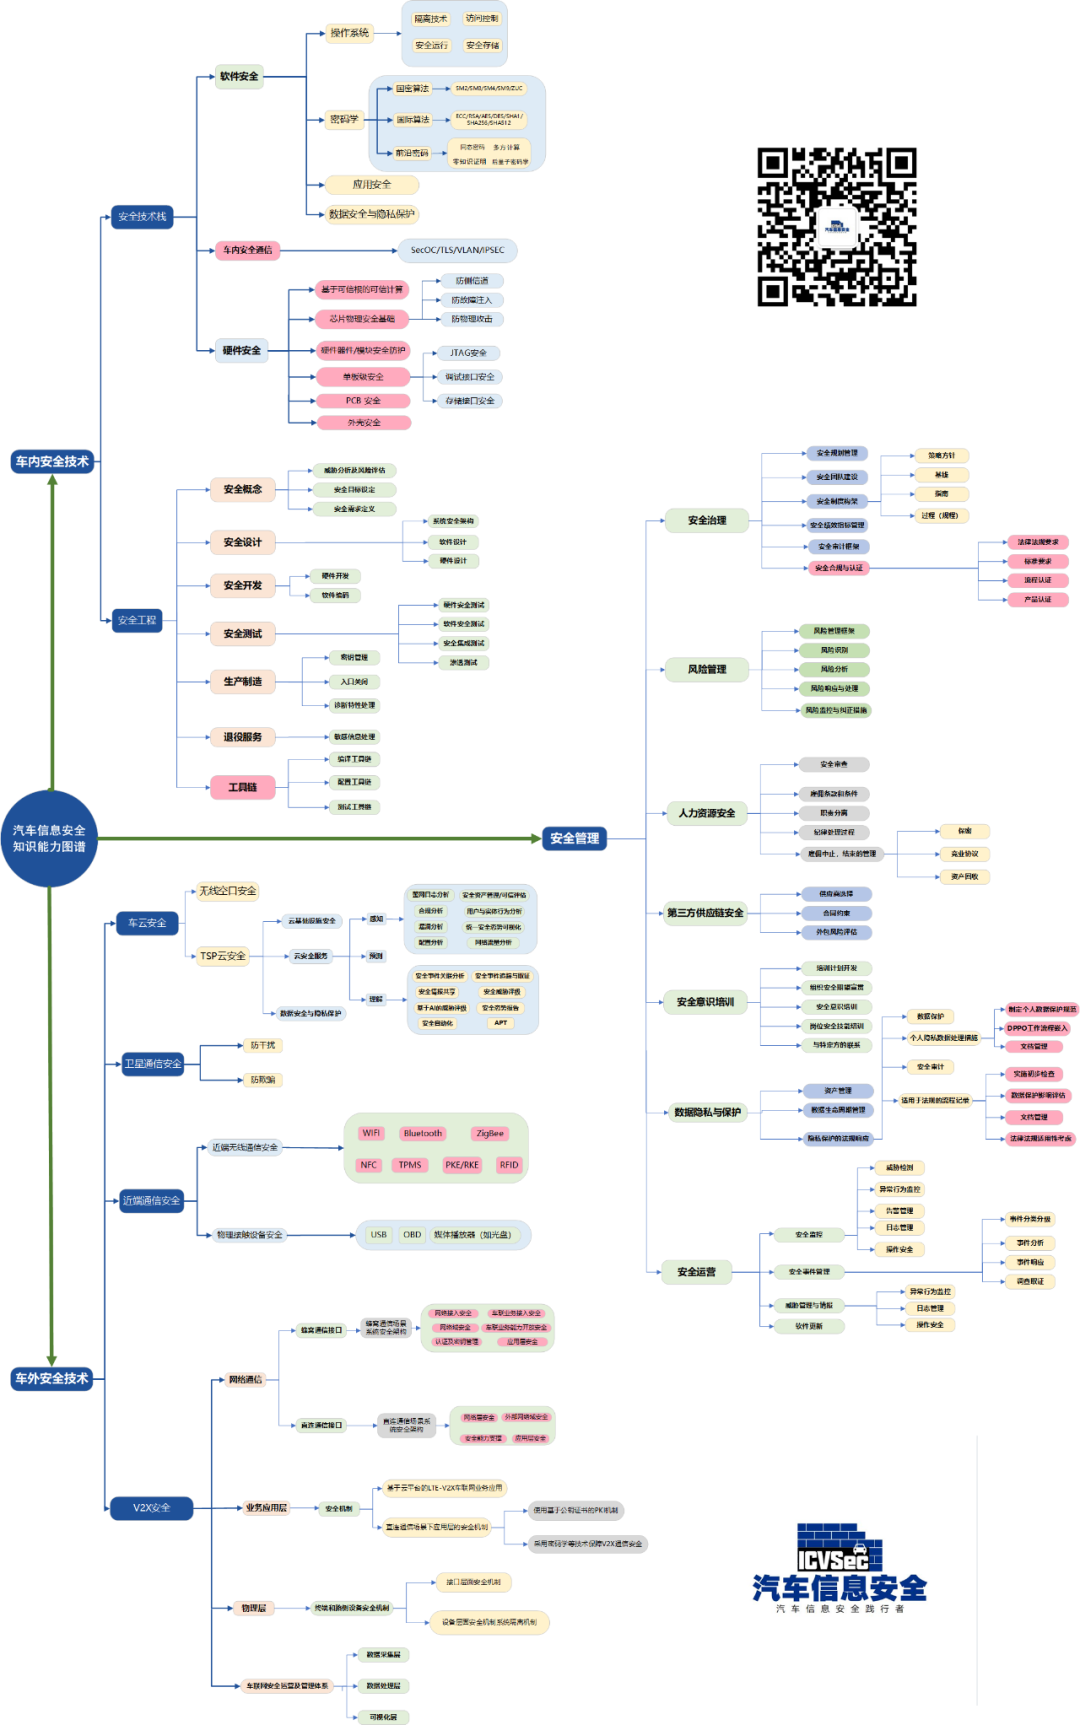 汽车信息安全
知识能力图谱
车内安全技术
安全技术栈
软件安全
操作系统
隔离技术
访问控制
安全运行
安全存储
密码学
国密算法
SM2/SM3/SM4/SM9/ZUC
国际算法
ECC/RSA/AES/DES/SHA1/
SHA256/SHA512
前沿密码
同态密码
多方计算
零知识证明
后量子密码学
应用安全
数据安全与隐私保护
车内安全通信
SecOC/TLS/VLAN/IPSEC
硬件安全
基于可信根的可信计算
芯片物理安全基础
防侧信道
防故障注入
防物理攻击
硬件器件/模块安全防护
单板级安全
JTAG安全
调试接口安全
存储接口安全
PCB 安全
外壳安全
安全工程
安全概念
威胁分析及风险评估
安全目标设定
安全需求定义
安全设计
系统安全架构
软件设计
硬件设计
安全开发
硬件开发
软件编码
安全测试
硬件安全测试
软件安全测试
安全集成测试
渗透测试
生产制造
密钥管理
入口关闭
诊断特性处理
退役服务
敏感信息处理
工具链
编译工具链
配置工具链
测试工具链
安全管理
安全治理
安全规划管理
安全团队建设
安全制度构架
策略方针
基线
指南
过程（规程）
安全绩效指标管理
安全审计框架
安全合规与认证
法律法规要求
标准要求
流程认证
产品认证
风险管理
风险管理框架
风险识别
风险分析
风险响应与处理
风险监控与纠正措施
人力资源安全
安全审查
雇佣条款和条件
职责分离
纪律处理过程
雇佣中止、结束的管理
保密
竞业协议
资产回收
第三方供应链安全
供应商选择
合同约束
外包风险评估
安全意识培训
培训计划开发
组织安全期望宣贯
安全意识培训
岗位安全技能培训
与特定方的联系
数据隐私与保护
资产管理
数据生命周期管理
隐私保护的法规响应
数据保护
个人隐私数据处理措施
制定个人数据保护规范
DPPO工作流程嵌入
文档管理
安全审计
适用于法规的流程记录
实施初步检查
数据保护影响评估
文档管理
法律法规适用性考虑
安全运营
安全监控
威胁检测
异常行为监控
告警管理
日志管理
操作安全
安全事件管理
事件分类分级
事件分析
事件响应
调查取证
威胁管理与情报
异常行为监控
日志管理
操作安全
软件更新
车外安全技术
车云安全
无线空口安全
TSP云安全
云基础设施安全
云安全服务
感知
蜜网日志分析
安全资产管理/可信评估
合规分析
用户与实体行为分析
漏洞分析
统一安全态势可视化
配置分析
网络流量分析
预测
理解
安全事件关联分析
安全事件追踪与取证
安全情报共享
安全威胁评级
基于AI的威胁评级
安全态势报告
安全自动化
APT
数据安全与隐私保护
卫星通信安全
防干扰
防欺骗
近端通信安全
近端无线通信安全
WIFI
Bluetooth
ZigBee
NFC
TPMS
PKE/RKE
RFID
物理接触设备安全
USB
OBD
媒体播放器（如光盘）
V2X安全
网络通信
蜂窝通信接口
蜂窝通信场景
系统安全架构
网络接入安全
车联业务接入安全
网络域安全
车联业务能力开放安全
认证及密钥管理
应用层安全
直连通信接口
直连通信场景系
统安全架构
网络层安全
外部网络域安全
安全能力管理
应用层安全
业务应用层
安全机制
基于云平台的LTE-V2X车联网业务应用
直连通信场景下应用层的安全机制
使用基于公钥证书的PKI机制
采用密码学等技术保障V2X通信安全
物理层
终端和路侧设备安全机制
接口层面安全机制
设备层面安全机制系统隔离机制
车联网安全运营及管理体系
数据采集层
数据处理层
可视化层
汽车信息安全
ICVSec
汽车信息安全
汽车信息安全践行者